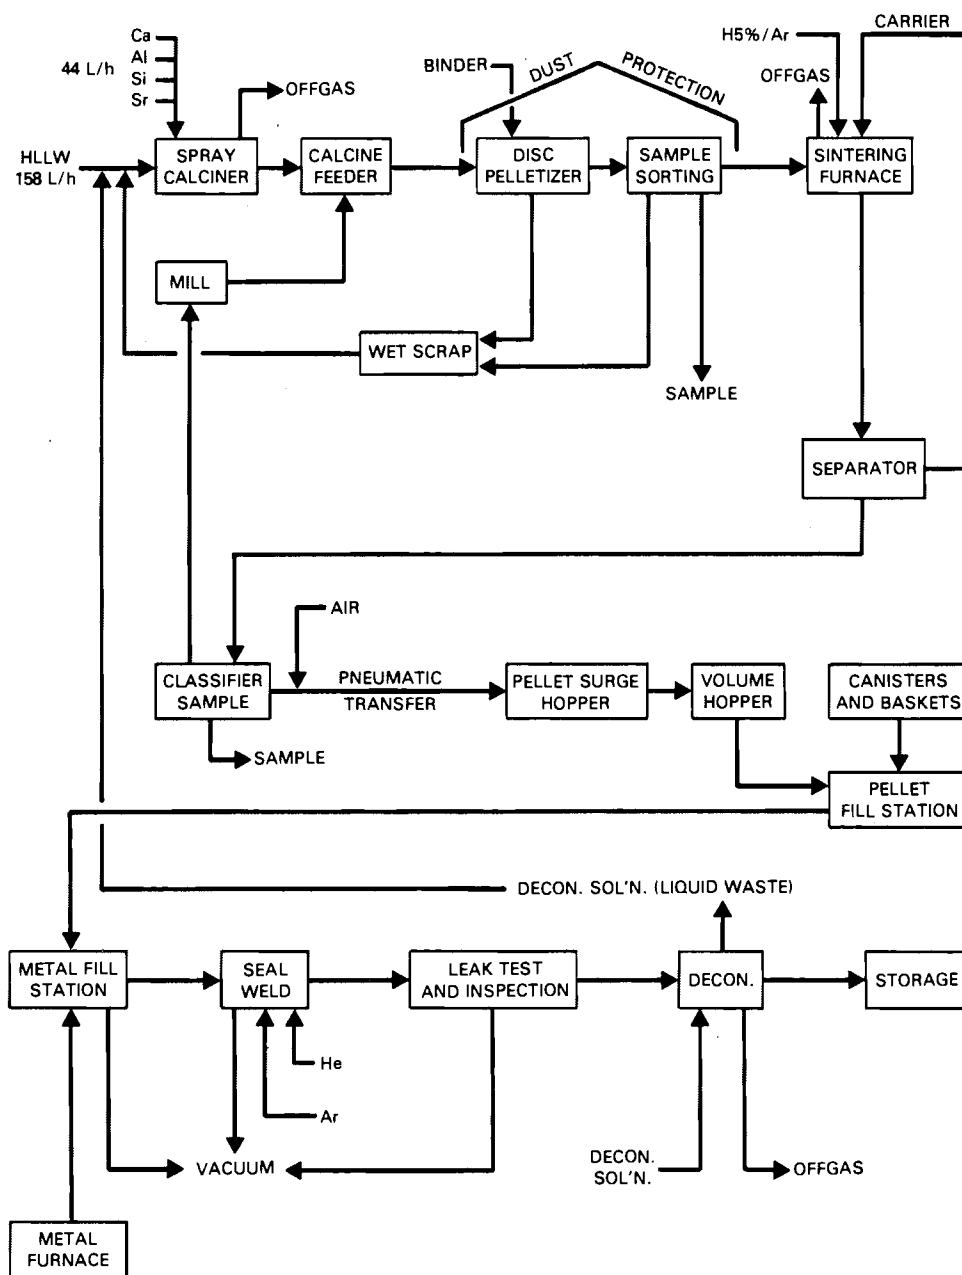 Ca
44 L/h
Al
Si
Sr
OFFGAS
HLLW
158 L/h
SPRAY
CALCINER
CALCINE
FEEDER
BINDER
DUST PROTECTION
DISC
PELLETIZER
SAMPLE
SORTING
H5%/Ar
CARRIER
OFFGAS
SINTERING
FURNACE
MILL
WET SCRAP
SAMPLE
SEPARATOR
AIR
CLASSIFIER
SAMPLE
PNEUMATIC
TRANSFER
PELLET SURGE
HOPPER
VOLUME
HOPPER
CANISTERS
AND BASKETS
SAMPLE
PELLET
FILL STATION
DECON. SOL'N. (LIQUID WASTE)
METAL FILL
STATION
SEAL
WELD
LEAK TEST
AND INSPECTION
DECON.
STORAGE
He
Ar
VACUUM
DECON.
SOL'N.
OFFGAS
METAL
FURNACE